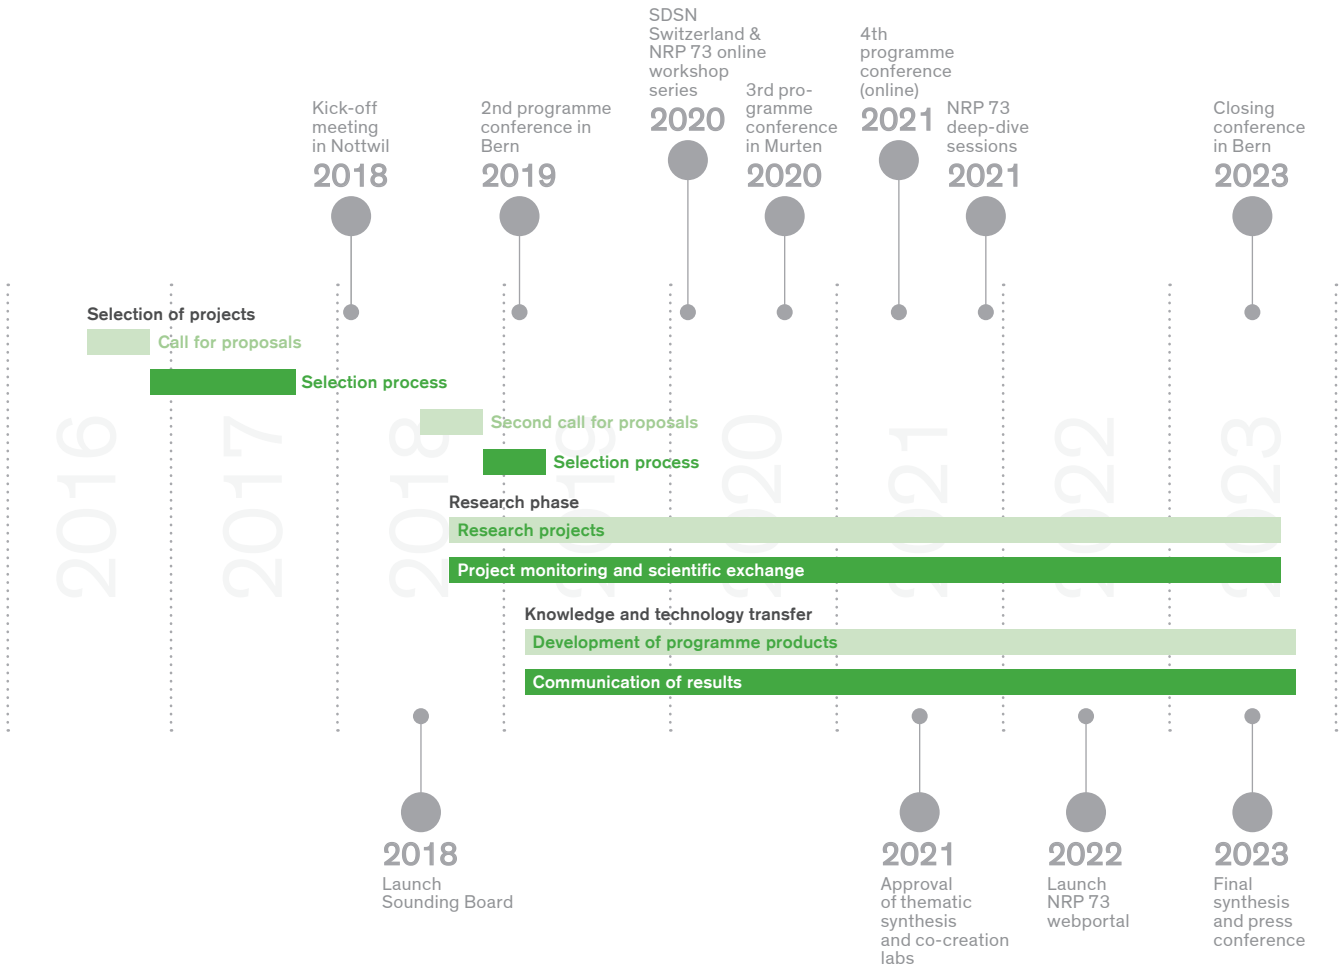 Kick-off
meeting
in Nottwil
2018
2nd programme
conference in
Bern
2019
SDSN
Switzerland &
NRP 73 online
workshop
series
2020
3rd pro-
gramme
conference
in Murten
2020
4th
programme
conference
(online)
2021
NRP 73
deep-dive
sessions
2021
Closing
conference
in Bern
2023
Selection of projects
Call for proposals
Selection process
Second call for proposals
Selection process
2016
2017
2018
2019
2020
2021
2022
2023
Research phase
Research projects
Project monitoring and scientific exchange
Knowledge and technology transfer
Development of programme products
Communication of results
2018
Launch
Sounding Board
2021
Approval
of thematic
synthesis
and co-creation
labs
2022
Launch
NRP 73
webportal
2023
Final
synthesis
and press
conference